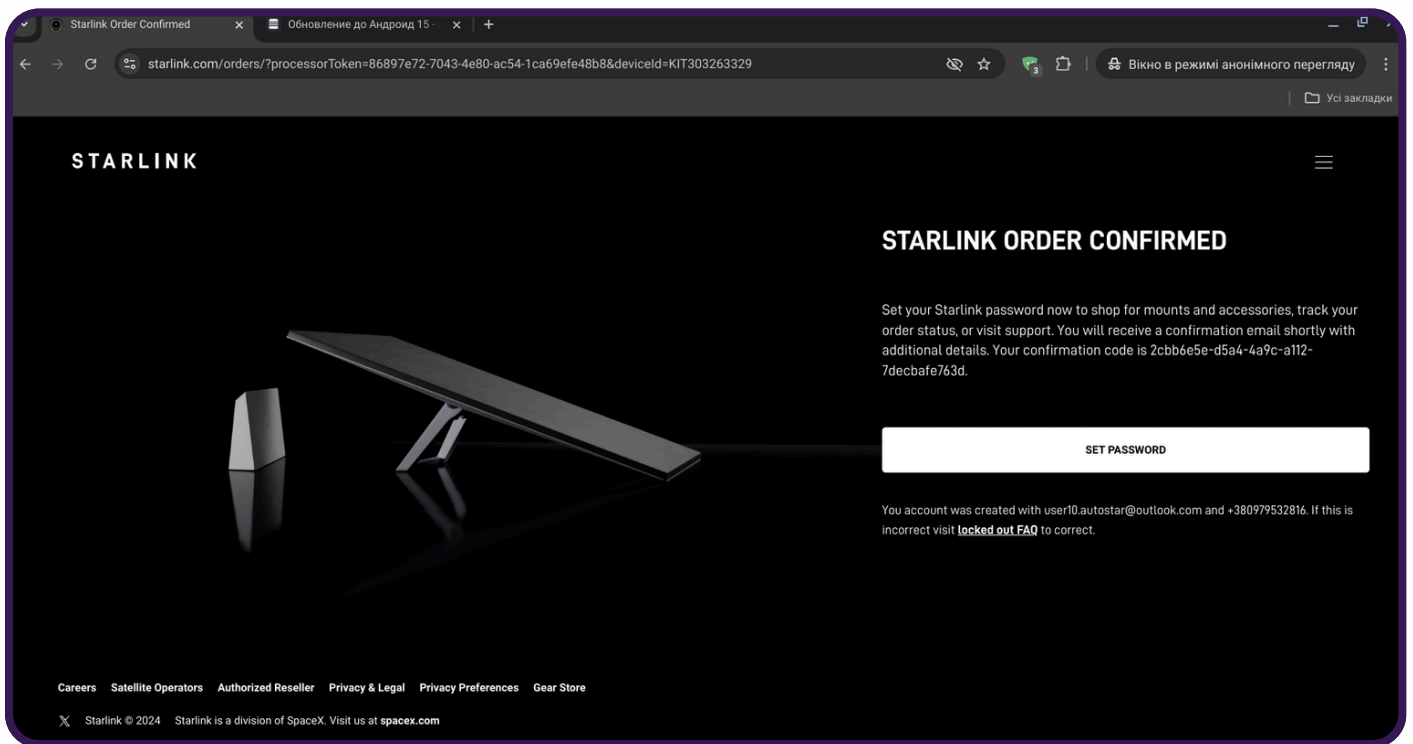 Starlink Order Confirmed
Обновление до Андроид 15 -
starlink.com/orders/?processorToken=86897e72-7043-4e80-ac54-1ca69efe48b8&deviceId=KIT303263329
3
Вікно в режимі анонімного перегляду
Усі закладки
STARLINK
STARLINK ORDER CONFIRMED
Set your Starlink password now to shop for mounts and accessories, track your
order status, or visit support. You will receive a confirmation email shortly with
additional details. Your confirmation code is 2cbb6e5e-d5a4-4a9c-a112-
7decbafe763d.
SET PASSWORD
You account was created with user10.autostar@outlook.com and +380979532816. If this is
incorrect visit locked out FAQ to correct.
Careers Satellite Operators Authorized Reseller Privacy & Legal Privacy Preferences Gear Store
Starlink © 2024 Starlink is a division of SpaceX. Visit us at spacex.com